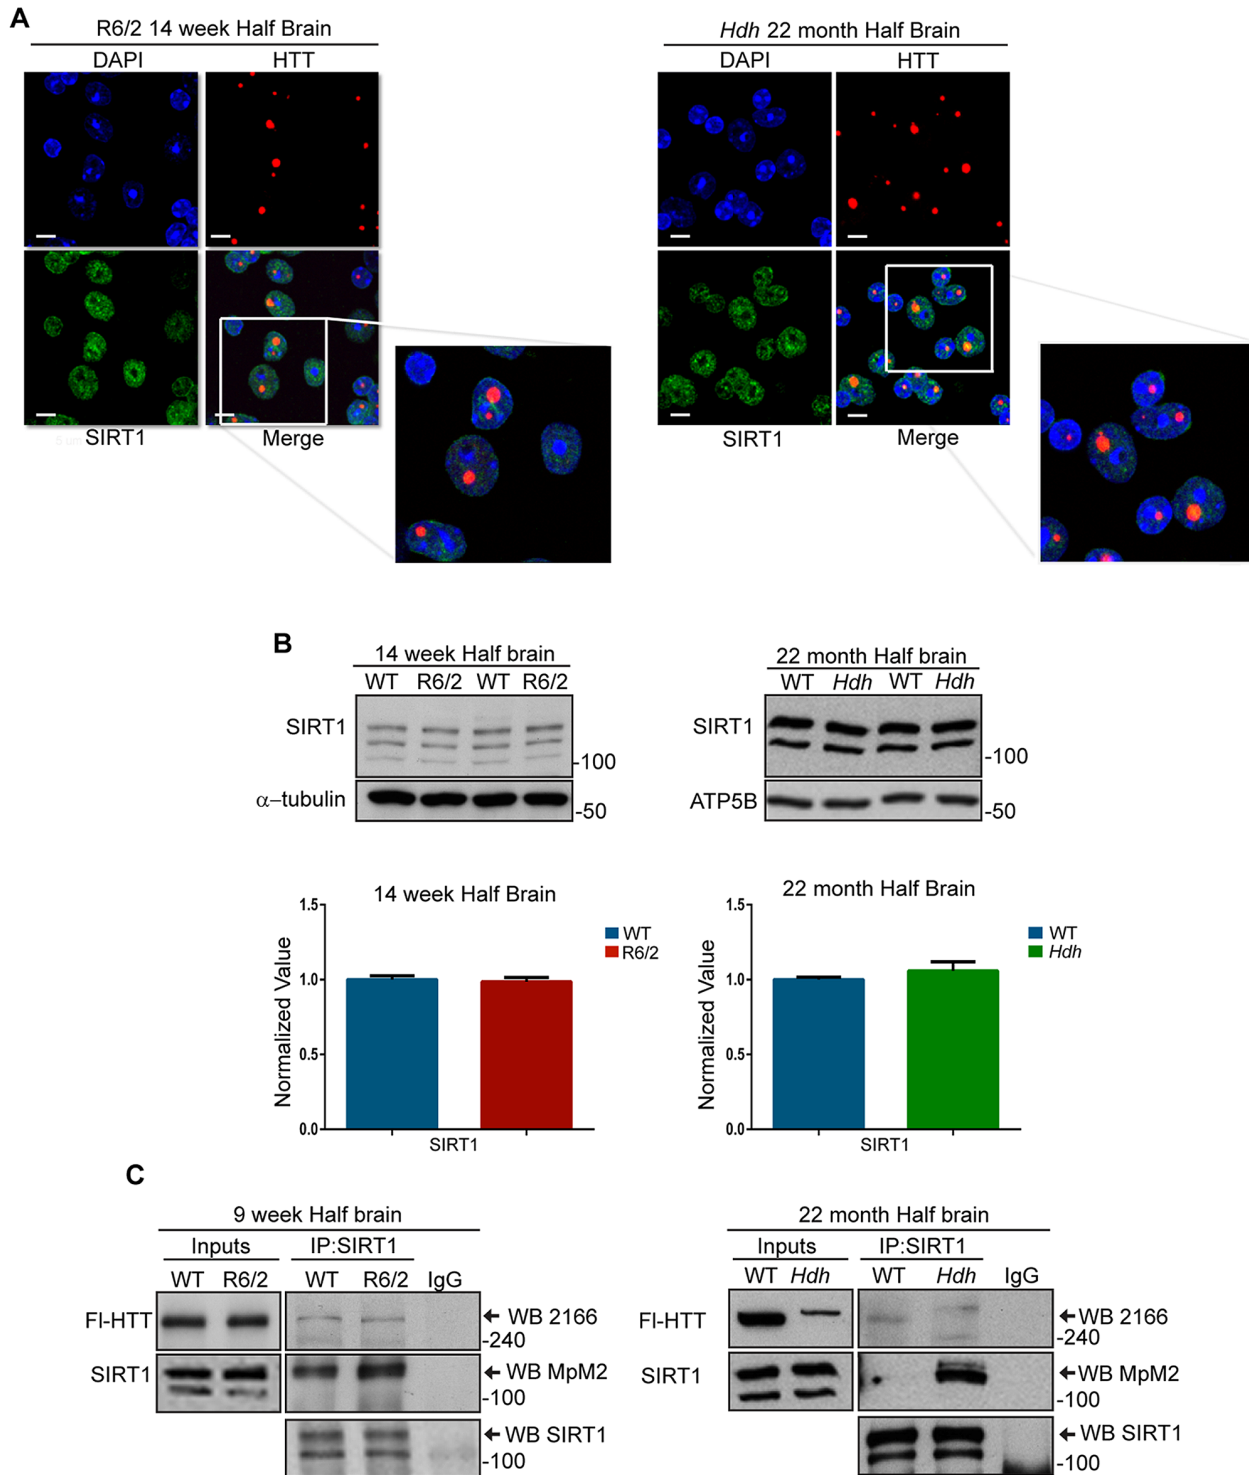 A
R6/2 14 week Half Brain
DAPI HTT
SIRT1 Merge
Hdh 22 month Half Brain
DAPI HTT
SIRT1 Merge
B
14 week Half brain
WT R6/2 WT R6/2
SIRT1
-100
α–tubulin
-50
22 month Half brain
WT Hdh WT Hdh
SIRT1
-100
ATP5B
-50
14 week Half Brain
Normalized Value
1.5
1.0
0.5
0.0
SIRT1
WT
R6/2
22 month Half Brain
Normalized Value
1.5
1.0
0.5
0.0
SIRT1
WT
Hdh
C
9 week Half brain
Inputs IP:SIRT1
WT R6/2 WT R6/2 IgG
Fl-HTT
WB 2166
-240
SIRT1
WB MpM2
-100
WB SIRT1
-100
22 month Half brain
Inputs IP:SIRT1
WT Hdh WT Hdh IgG
Fl-HTT
WB 2166
-240
SIRT1
WB MpM2
-100
WB SIRT1
-100